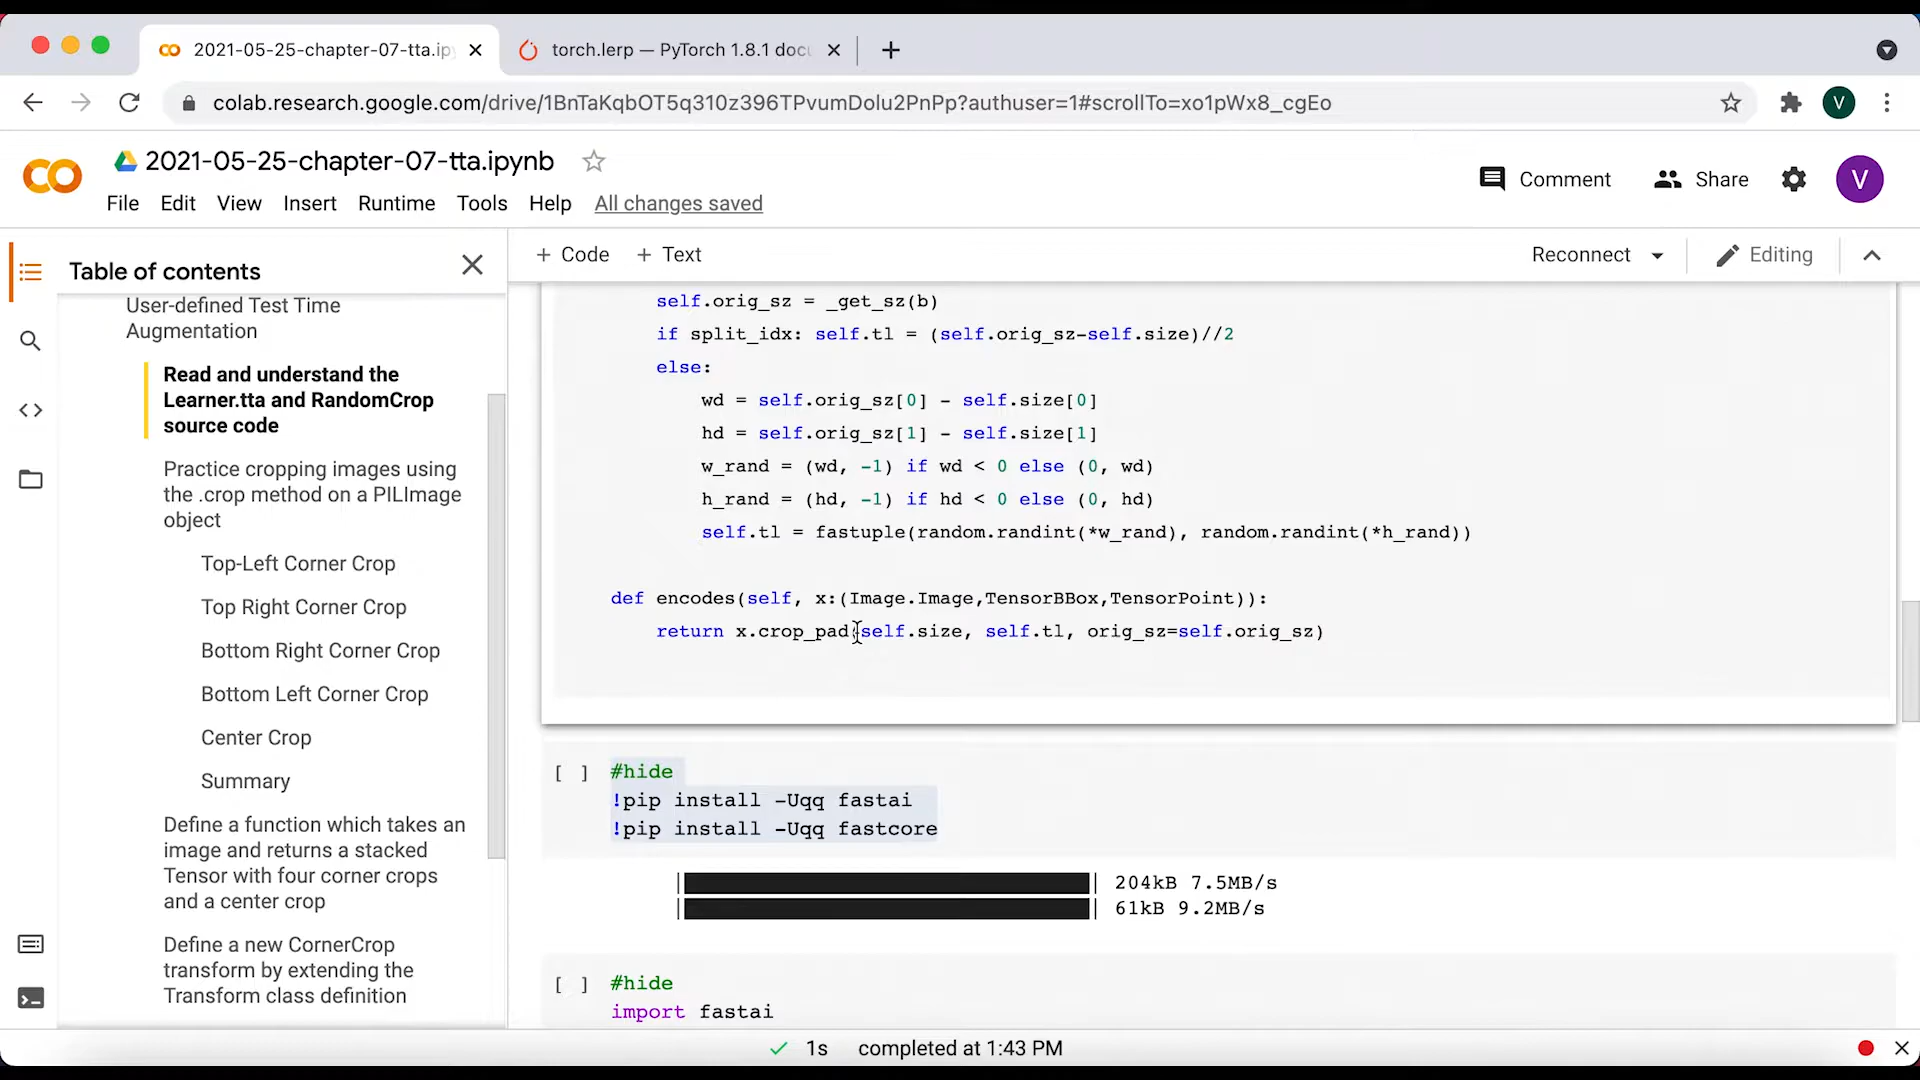 2021-05-25-chapter-07-tta.ip
torch.lerp — PyTorch 1.8.1 doc
colab.research.google.com/drive/1BnTaKqbOT5q310z396TPvumDolu2PnPp?authuser=1#scrollTo=xo1pWx8_cgEo
V
2021-05-25-chapter-07-tta.ipynb
Comment
Share
V
File Edit View Insert Runtime Tools Help All changes saved
Table of contents
User-defined Test Time
Augmentation
Read and understand the
Learner.tta and RandomCrop
source code
Practice cropping images using
the .crop method on a PILImage
object
Top-Left Corner Crop
Top Right Corner Crop
Bottom Right Corner Crop
Bottom Left Corner Crop
Center Crop
Summary
Define a function which takes an
image and returns a stacked
Tensor with four corner crops
and a center crop
Define a new CornerCrop
transform by extending the
Transform class definition
+ Code + Text
Reconnect
Editing
self.orig_sz = _get_sz(b)
if split_idx: self.tl = (self.orig_sz-self.size)//2
else:
wd = self.orig_sz[0] - self.size[0]
hd = self.orig_sz[1] - self.size[1]
w_rand = (wd, -1) if wd < 0 else (0, wd)
h_rand = (hd, -1) if hd < 0 else (0, hd)
self.tl = fastuple(random.randint(*w_rand), random.randint(*h_rand))
def encodes(self, x:(Image.Image,TensorBBox,TensorPoint)):
return x.crop_pad(self.size, self.tl, orig_sz=self.orig_sz)
[ ] #hide
!pip install -Uqq fastai
!pip install -Uqq fastcore
204kB 7.5MB/s
61kB 9.2MB/s
[ ] #hide
import fastai
1s completed at 1:43 PM